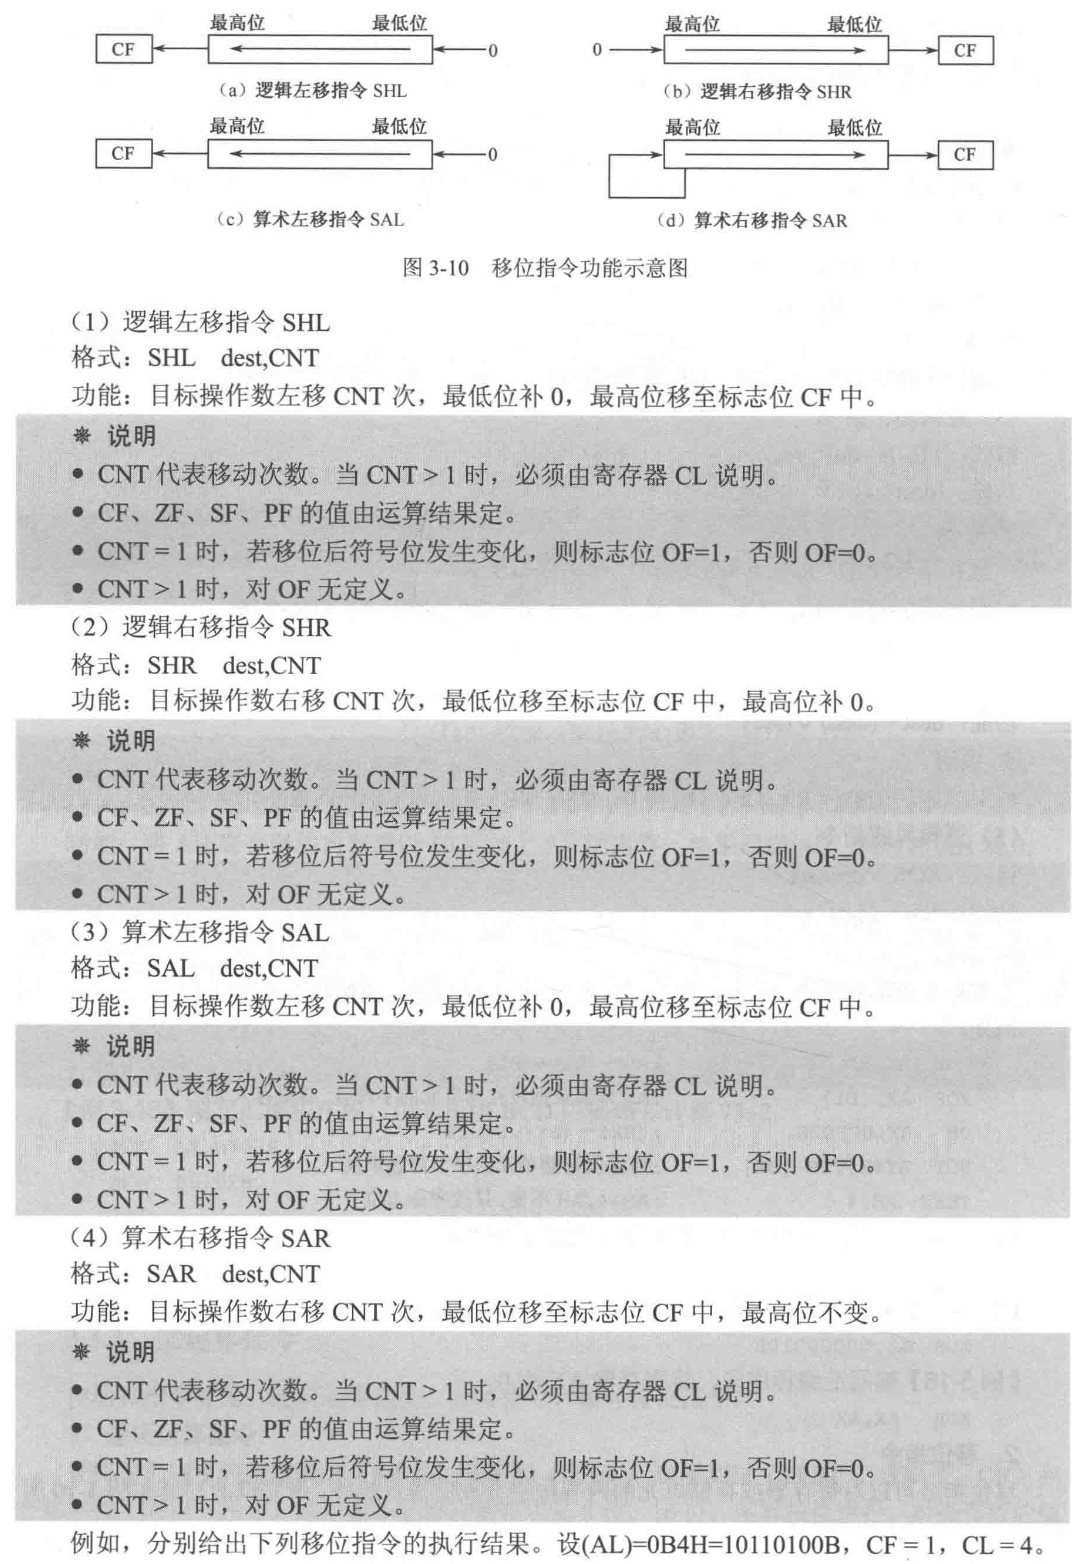 最高位 最低位
CF 0
(a) 逻辑左移指令 SHL
最高位 最低位
0 CF
(b) 逻辑右移指令 SHR
最高位 最低位
CF 0
(c) 算术左移指令 SAL
最高位 最低位
CF
(d) 算术右移指令 SAR
图 3-10 移位指令功能示意图
(1) 逻辑左移指令 SHL
格式：SHL dest,CNT
功能：目标操作数左移 CNT 次，最低位补 0，最高位移至标志位 CF 中。
※ 说明
● CNT 代表移动次数。当 CNT > 1 时，必须由寄存器 CL 说明。
● CF、ZF、SF、PF 的值由运算结果定。
● CNT = 1 时，若移位后符号位发生变化，则标志位 OF=1，否则 OF=0。
● CNT > 1 时，对 OF 无定义。
(2) 逻辑右移指令 SHR
格式：SHR dest,CNT
功能：目标操作数右移 CNT 次，最低位移至标志位 CF 中，最高位补 0。
※ 说明
● CNT 代表移动次数。当 CNT > 1 时，必须由寄存器 CL 说明。
● CF、ZF、SF、PF 的值由运算结果定。
● CNT = 1 时，若移位后符号位发生变化，则标志位 OF=1，否则 OF=0。
● CNT > 1 时，对 OF 无定义。
(3) 算术左移指令 SAL
格式：SAL dest,CNT
功能：目标操作数左移 CNT 次，最低位补 0，最高位移至标志位 CF 中。
※ 说明
● CNT 代表移动次数。当 CNT > 1 时，必须由寄存器 CL 说明。
● CF、ZF、SF、PF 的值由运算结果定。
● CNT = 1 时，若移位后符号位发生变化，则标志位 OF=1，否则 OF=0。
● CNT > 1 时，对 OF 无定义。
(4) 算术右移指令 SAR
格式：SAR dest,CNT
功能：目标操作数右移 CNT 次，最低位移至标志位 CF 中，最高位不变。
※ 说明
● CNT 代表移动次数。当 CNT > 1 时，必须由寄存器 CL 说明。
● CF、ZF、SF、PF 的值由运算结果定。
● CNT = 1 时，若移位后符号位发生变化，则标志位 OF=1，否则 OF=0。
● CNT > 1 时，对 OF 无定义。
例如，分别给出下列移位指令的执行结果。设(AL)=0B4H=10110100B，CF = 1，CL = 4。